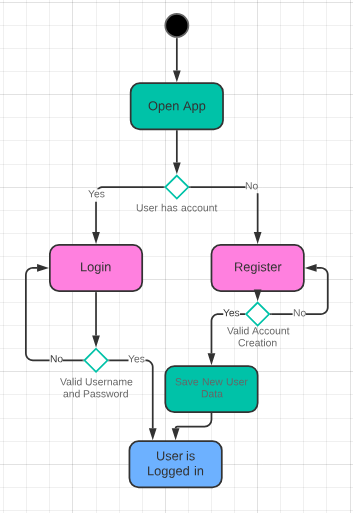 Open App
Yes
No
User has account
Login
Register
Yes
No
Valid Account
Creation
No
Yes
Valid Username
and Password
Save New User
Data
User is
Logged in